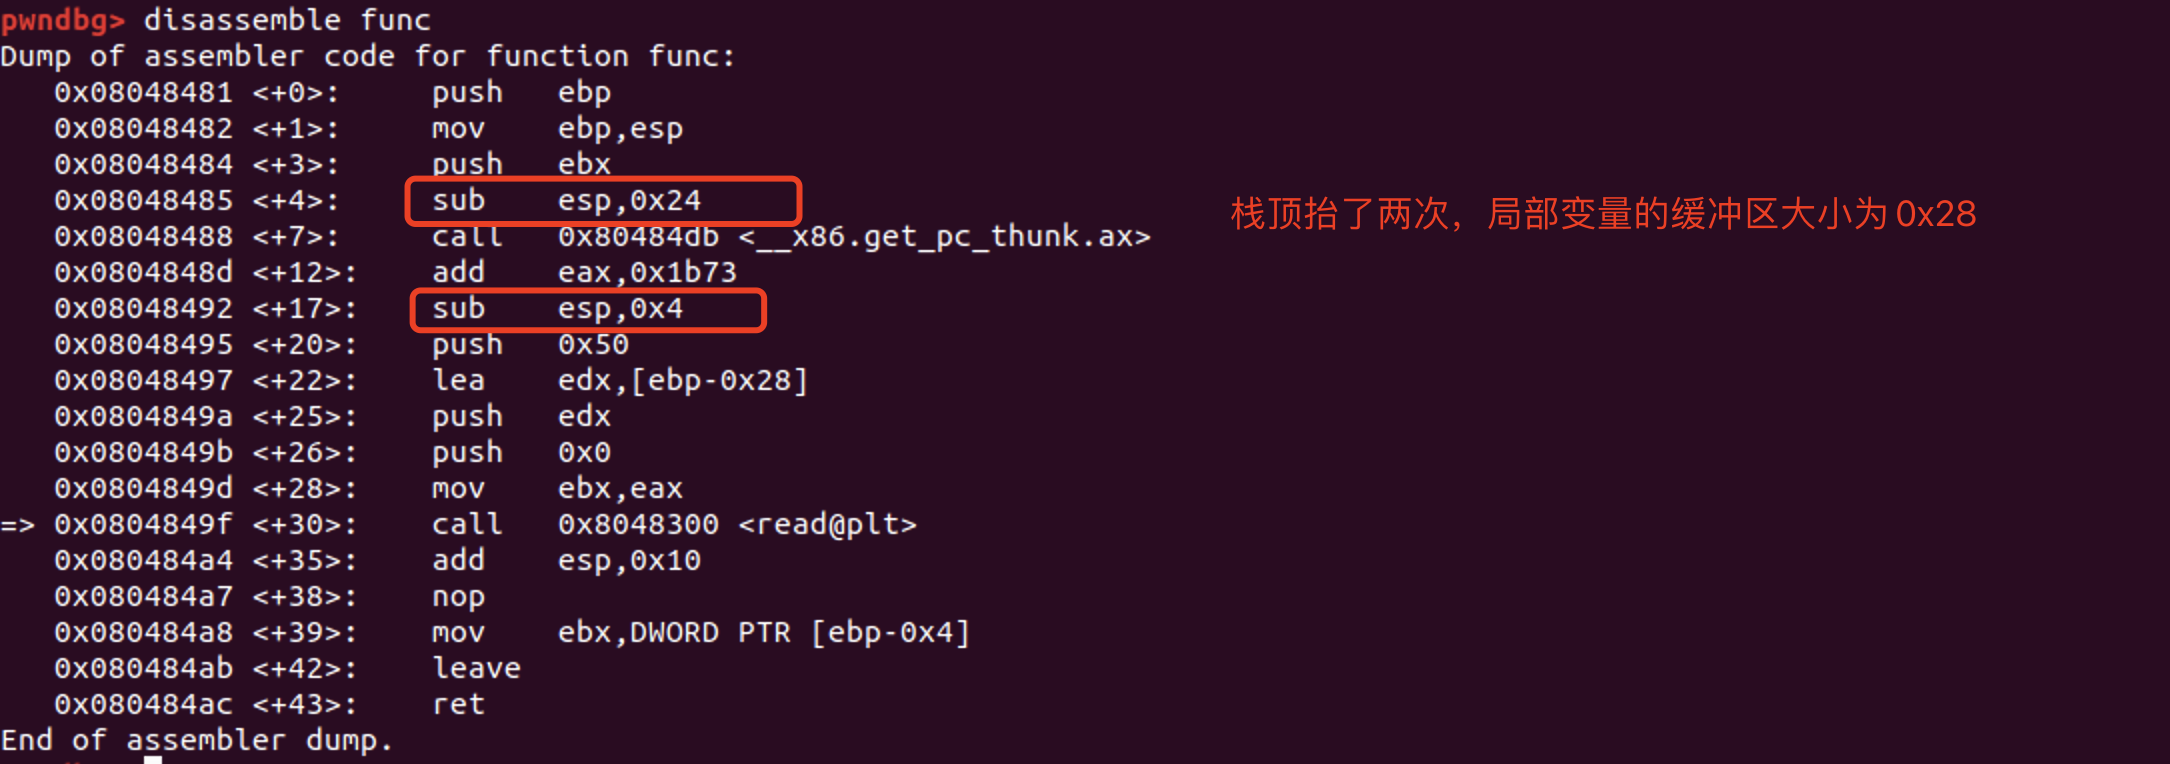 pwndbg> disassemble func
Dump of assembler code for function func:
   0x08048481 <+0>:     push   ebp
   0x08048482 <+1>:     mov    ebp,esp
   0x08048484 <+3>:     push   ebx
   0x08048485 <+4>:     sub    esp,0x24
栈顶抬了两次，局部变量的缓冲区大小为 0x28
   0x08048488 <+7>:     call   0x80484db <__x86.get_pc_thunk.ax>
   0x0804848d <+12>:    add    eax,0x1b73
   0x08048492 <+17>:    sub    esp,0x4
   0x08048495 <+20>:    push   0x50
   0x08048497 <+22>:    lea    edx,[ebp-0x28]
   0x0804849a <+25>:    push   edx
   0x0804849b <+26>:    push   0x0
   0x0804849d <+28>:    mov    ebx,eax
=> 0x0804849f <+30>:    call   0x8048300 <read@plt>
   0x080484a4 <+35>:    add    esp,0x10
   0x080484a7 <+38>:    nop
   0x080484a8 <+39>:    mov    ebx,DWORD PTR [ebp-0x4]
   0x080484ab <+42>:    leave
   0x080484ac <+43>:    ret
End of assembler dump.